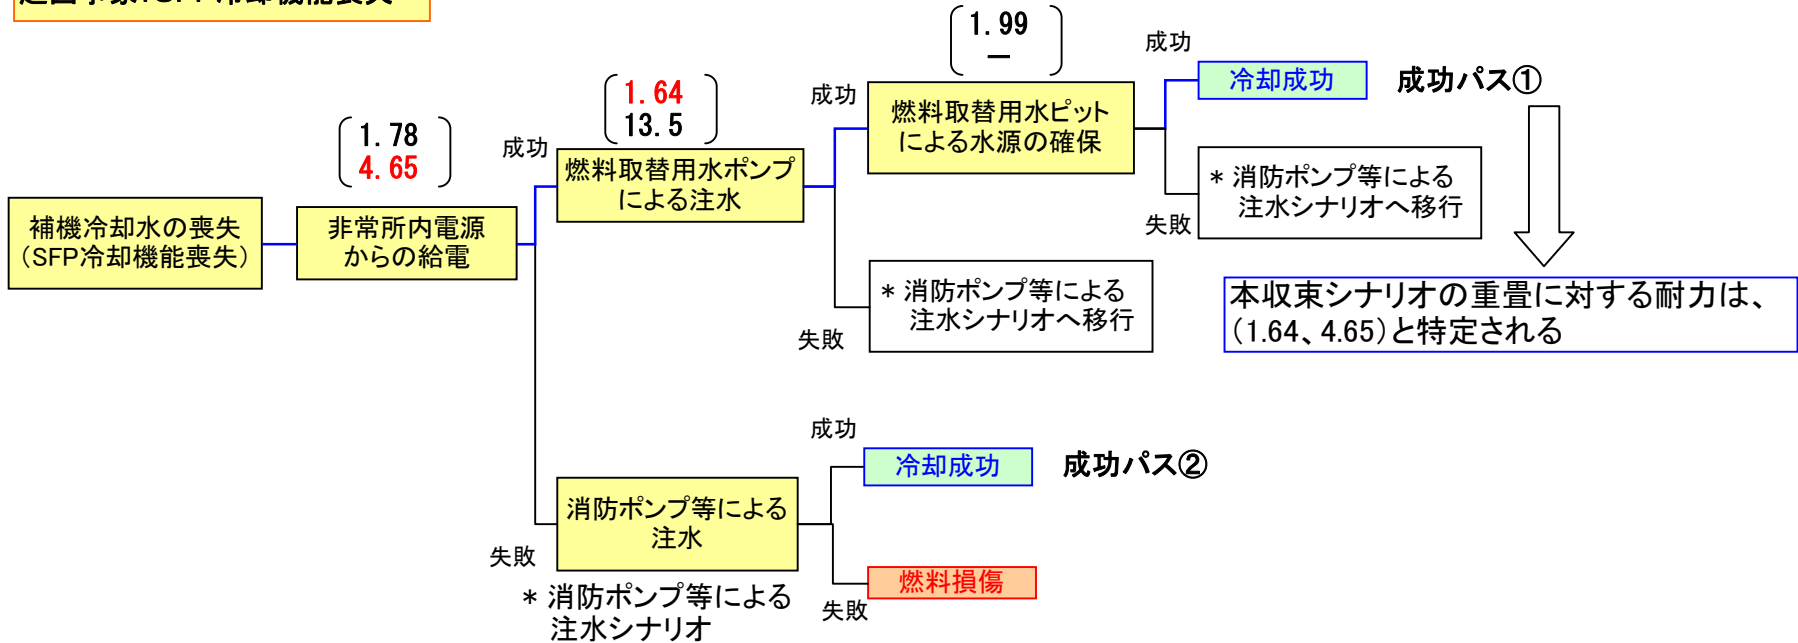 SFP冷却機能喪失
1.99
－
成功
冷却成功
成功パス①
1.64
13.5
成功
燃料取替用水ピット
による水源の確保
1.78
4.65
成功
燃料取替用水ポンプ
による注水
＊消防ポンプ等による
注水シナリオへ移行
失敗
補機冷却水の喪失
(SFP冷却機能喪失)
非常所内電源
からの給電
＊消防ポンプ等による
注水シナリオへ移行
失敗
本収束シナリオの重畳に対する耐力は、
(1.64、4.65)と特定される
成功
冷却成功
成功パス②
消防ポンプ等による
注水
失敗
＊消防ポンプ等による
注水シナリオ
燃料損傷
失敗